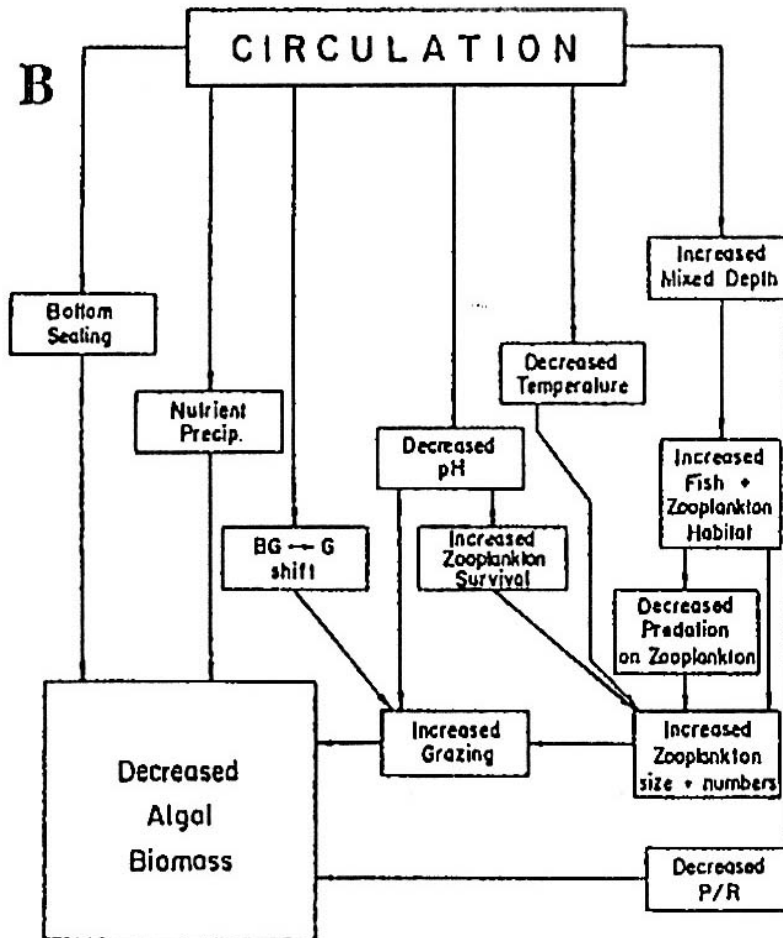 CIRCULATION
B
Increased
Mixed Depth
Bottom
Sealing
Decreased
Temperature
Nutrient
Precip.
Decreased
pH
Increased
Fish +
Zooplankton
Habitat
BG ↔ G
shift
Increased
Zooplankton
Survival
Decreased
Predation
on Zooplankton
Increased
Grazing
Increased
Zooplankton
size + numbers
Decreased
Algal
Biomass
Decreased
P/R